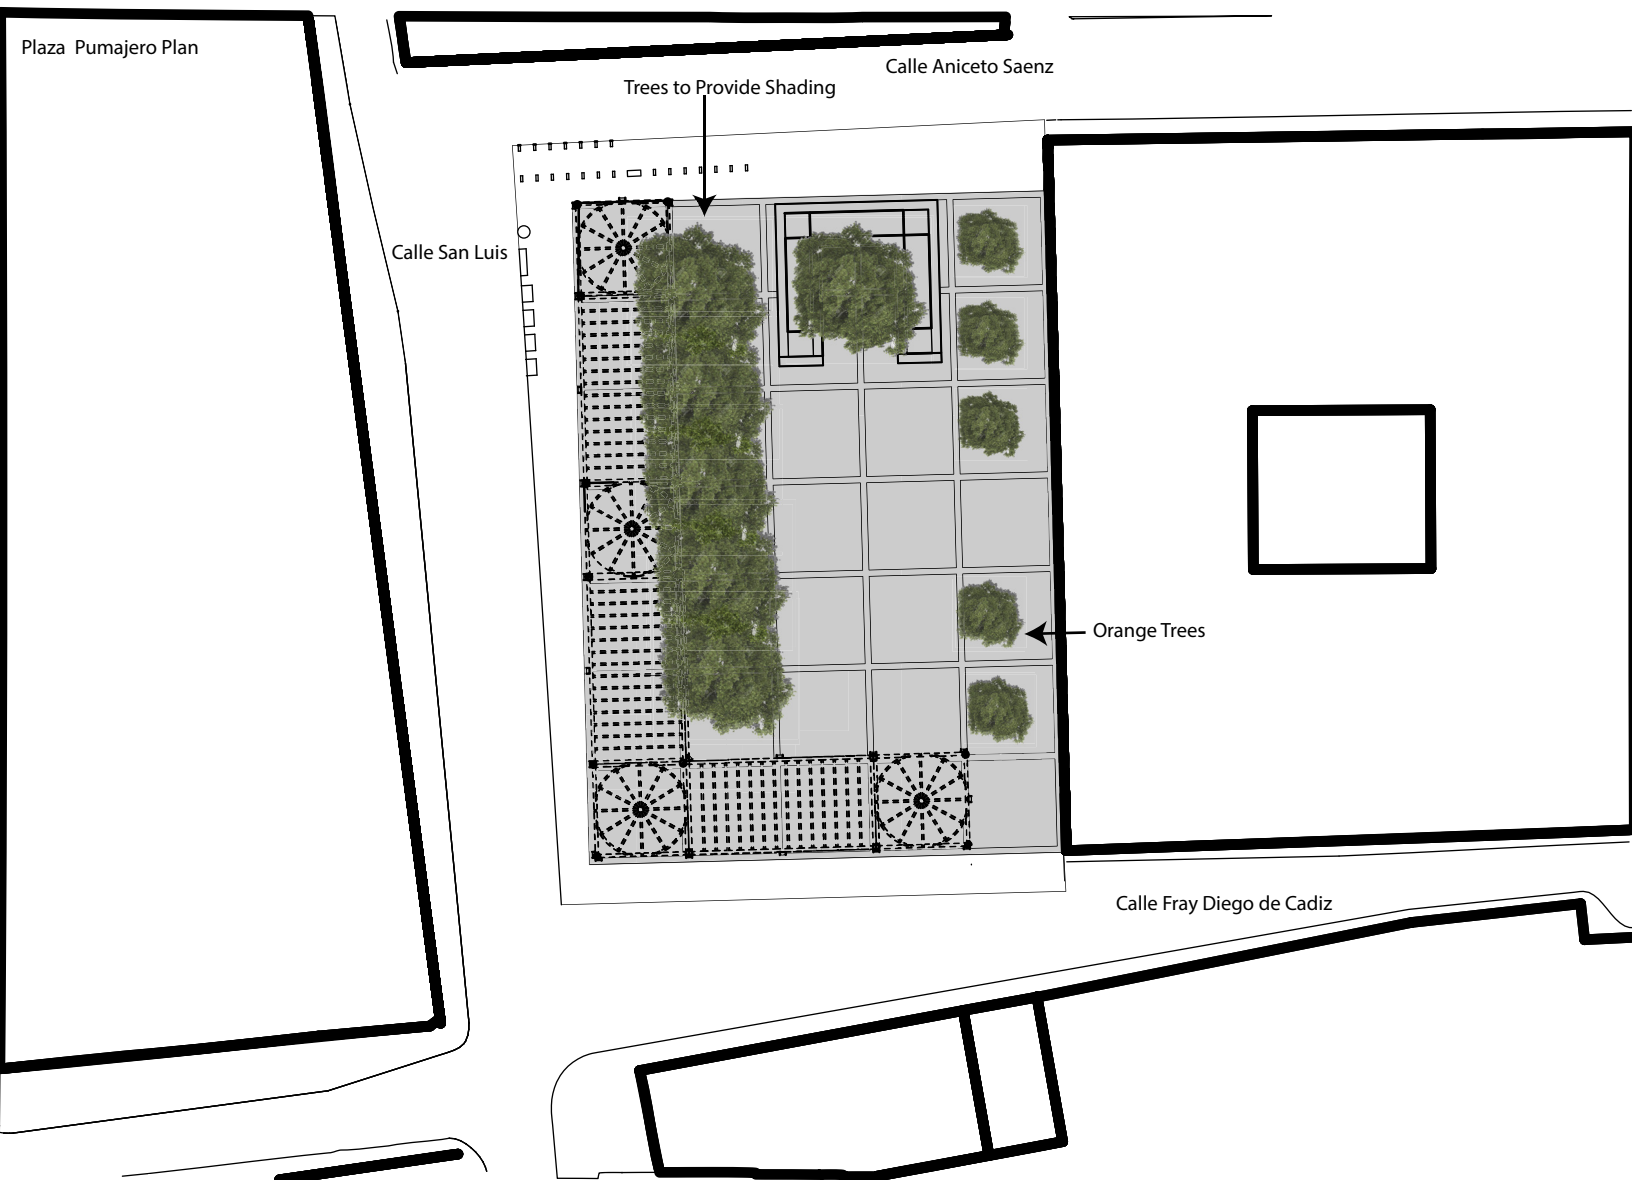 Plaza  Pumajero Plan
Calle Aniceto Saenz
Trees to Provide Shading
Calle San Luis
Orange Trees
Calle Fray Diego de Cadiz